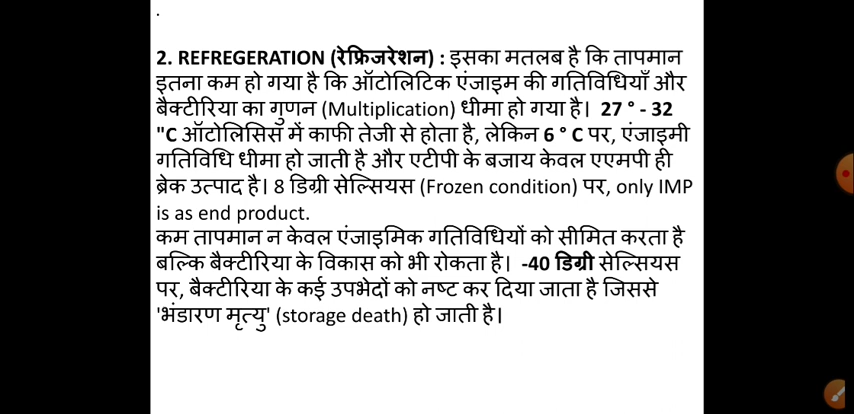 .
2. REFREGERATION (रेफ्रिजरेशन) : इसका मतलब है कि तापमान
इतना कम हो गया है कि ऑटोलिटिक एंजाइम की गतिविधियाँ और
बैक्टीरिया का गुणन (Multiplication) धीमा हो गया है। 27 ° - 32
"C ऑटोलिसिस में काफी तेजी से होता है, लेकिन 6 ° C पर, एंजाइमी
गतिविधि धीमा हो जाती है और एटीपी के बजाय केवल एएमपी ही
ब्रेक उत्पाद है। 8 डिग्री सेल्सियस (Frozen condition) पर, only IMP
is as end product.
कम तापमान न केवल एंजाइमिक गतिविधियों को सीमित करता है
बल्कि बैक्टीरिया के विकास को भी रोकता है। -40 डिग्री सेल्सियस
पर, बैक्टीरिया के कई उपभेदों को नष्ट कर दिया जाता है जिससे
'भंडारण मृत्यु' (storage death) हो जाती है।